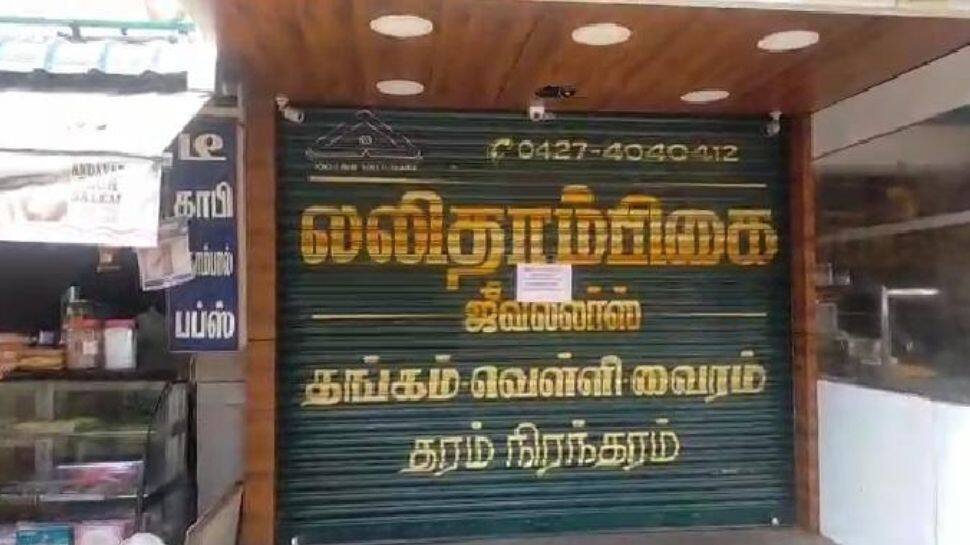 ✆ 0427-4040412
லலிதாம்பிகை
ஜீவல்லர்ஸ்
தங்கம்-வெள்ளி-வைரம்
தரம் நிரந்தரம்
டீ
காபி
பப்ஸ்